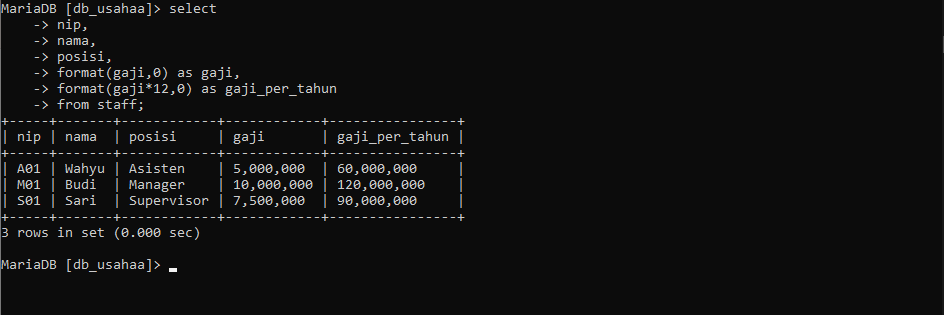 MariaDB [db_usahaa]> select
    -> nip,
    -> nama,
    -> posisi,
    -> format(gaji,0) as gaji,
    -> format(gaji*12,0) as gaji_per_tahun
    -> from staff;
+-----+-------+------------+------------+----------------+
| nip | nama  | posisi     | gaji       | gaji_per_tahun |
+-----+-------+------------+------------+----------------+
| A01 | Wahyu | Asisten    | 5,000,000  | 60,000,000     |
| M01 | Budi  | Manager    | 10,000,000 | 120,000,000    |
| S01 | Sari  | Supervisor | 7,500,000  | 90,000,000     |
+-----+-------+------------+------------+----------------+
3 rows in set (0.000 sec)
MariaDB [db_usahaa]> _